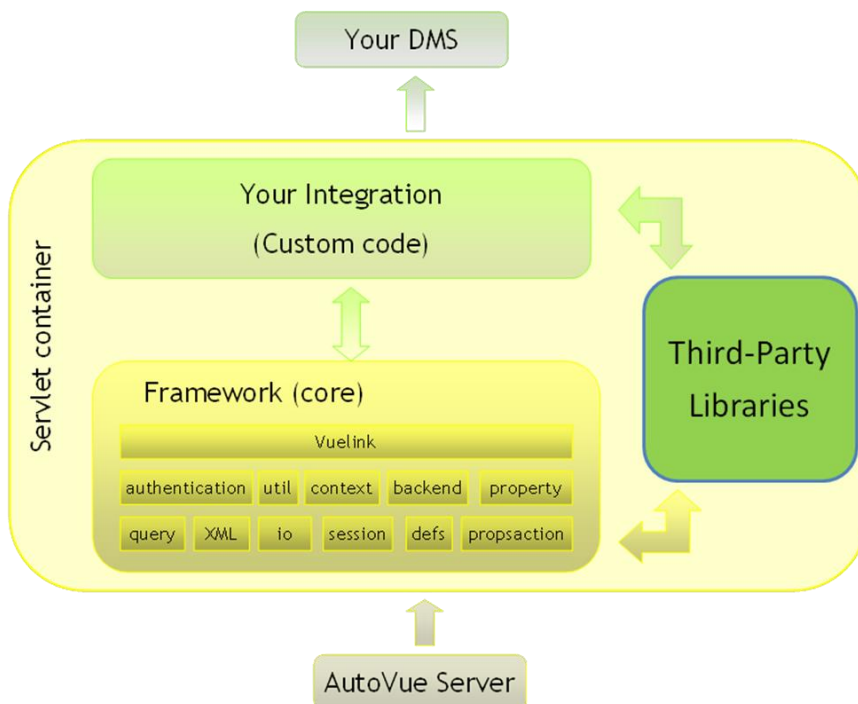 Your DMS
Your Integration
(Custom code)
Servlet container
Third-Party
Libraries
Framework (core)
Vuelink
authentication util context backend property
query XML io session defs propsaction
AutoVue Server